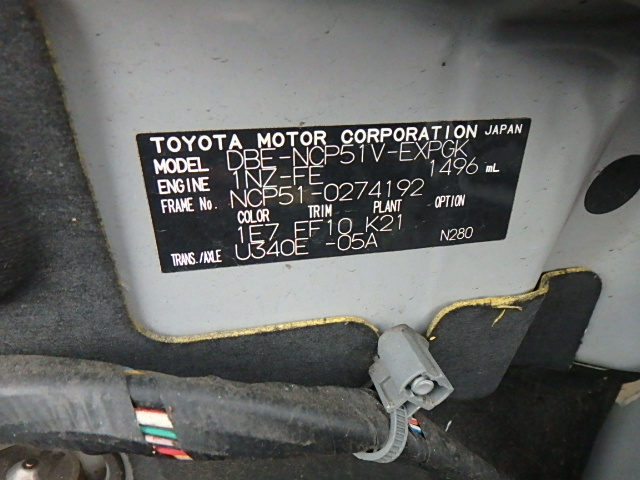 TOYOTA MOTOR CORPORATION JAPAN
MODEL DBE-NCP51V-EXPGK
ENGINE 1NZ-FE 1496 mL
FRAME No. NCP51-0274192
COLOR TRIM PLANT OPTION
1E7 FF10 K21
TRANS./AXLE U340E -05A N280